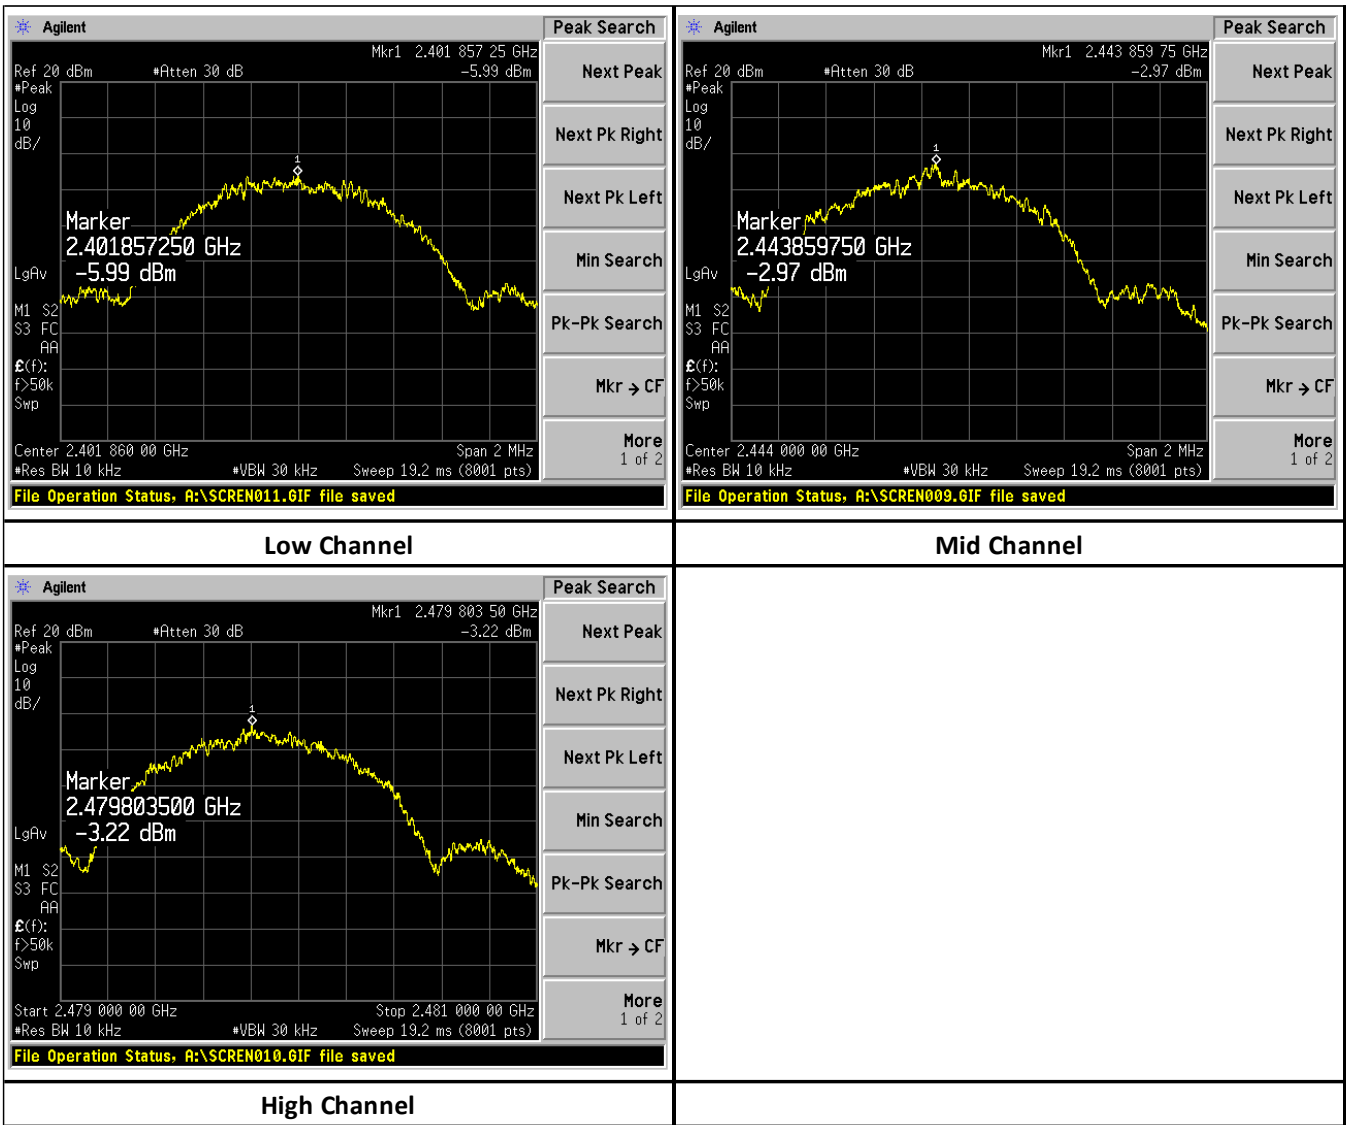 Agilent
Peak Search
Mkr1 2.401 857 25 GHz
Ref 20 dBm #Atten 30 dB -5.99 dBm
#Peak
Log
10
dB/
1
Marker
2.401857250 GHz
-5.99 dBm
LgAv
M1 S2
S3 FC
AA
£(f):
f>50k
Swp
Center 2.401 860 00 GHz Span 2 MHz
#Res BW 10 kHz #VBW 30 kHz Sweep 19.2 ms (8001 pts)
File Operation Status, A:\SCREN011.GIF file saved
Next Peak
Next Pk Right
Next Pk Left
Min Search
Pk-Pk Search
Mkr → CF
More
1 of 2
Agilent
Peak Search
Mkr1 2.443 859 75 GHz
Ref 20 dBm #Atten 30 dB -2.97 dBm
#Peak
Log
10
dB/
1
Marker
2.443859750 GHz
-2.97 dBm
LgAv
M1 S2
S3 FC
AA
£(f):
f>50k
Swp
Center 2.444 000 00 GHz Span 2 MHz
#Res BW 10 kHz #VBW 30 kHz Sweep 19.2 ms (8001 pts)
File Operation Status, A:\SCREN009.GIF file saved
Next Peak
Next Pk Right
Next Pk Left
Min Search
Pk-Pk Search
Mkr → CF
More
1 of 2
Low Channel
Mid Channel
Agilent
Peak Search
Mkr1 2.479 803 50 GHz
Ref 20 dBm #Atten 30 dB -3.22 dBm
#Peak
Log
10
dB/
1
Marker
2.479803500 GHz
-3.22 dBm
LgAv
M1 S2
S3 FC
AA
£(f):
f>50k
Swp
Start 2.479 000 00 GHz Stop 2.481 000 00 GHz
#Res BW 10 kHz #VBW 30 kHz Sweep 19.2 ms (8001 pts)
File Operation Status, A:\SCREN010.GIF file saved
Next Peak
Next Pk Right
Next Pk Left
Min Search
Pk-Pk Search
Mkr → CF
More
1 of 2
High Channel